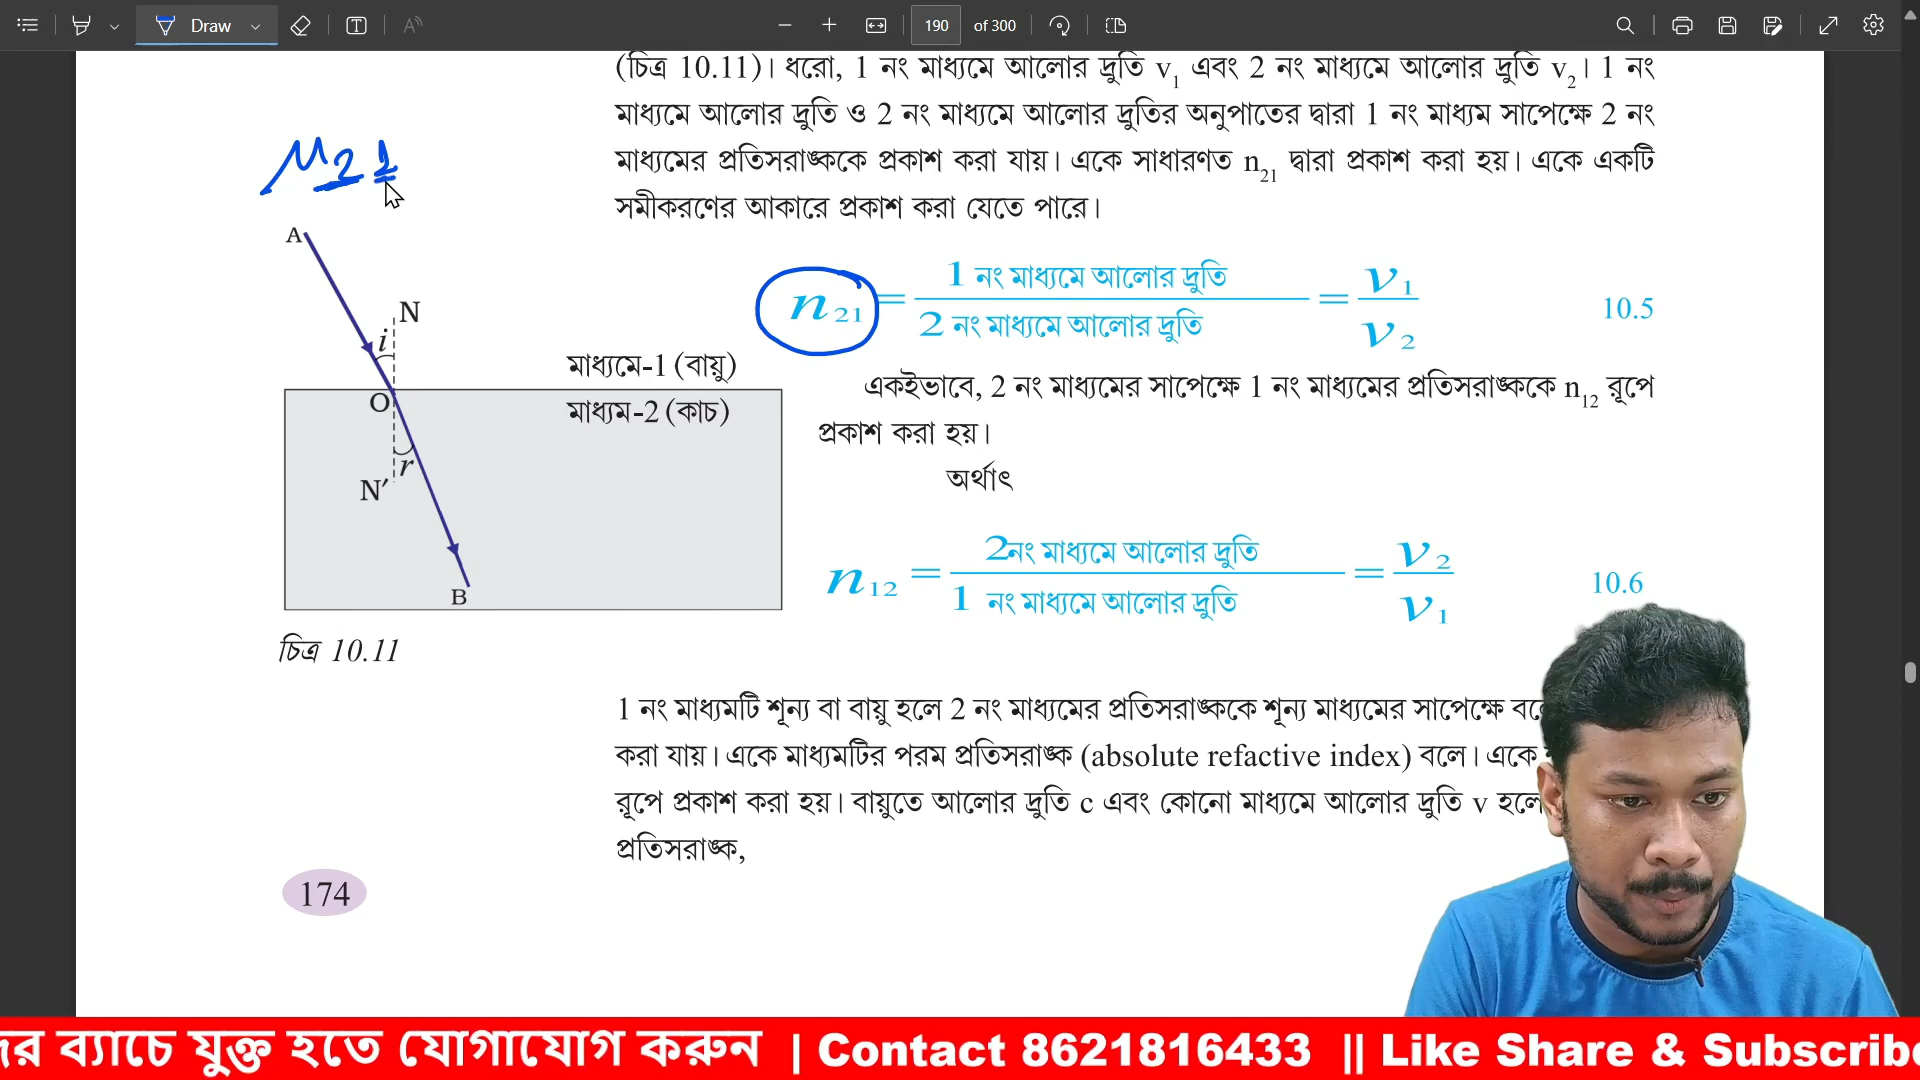 Draw
190 of 300
(চিত্র 10.11)। ধরো, 1 নং মাধ্যমে আলোর দ্রুতি v1 এবং 2 নং মাধ্যমে আলোর দ্রুতি v2। 1 নং
মাধ্যমে আলোর দ্রুতি ও 2 নং মাধ্যমে আলোর দ্রুতির অনুপাতের দ্বারা 1 নং মাধ্যম সাপেক্ষে 2 নং
মাধ্যমের প্রতিসরাঙ্ককে প্রকাশ করা যায়। একে সাধারণত n21 দ্বারা প্রকাশ করা হয়। একে একটি
সমীকরণের আকারে প্রকাশ করা যেতে পারে।
μ21
A
N
i
O
r
N′
B
মাধ্যমে-1 (বায়ু)
মাধ্যম-2 (কাচ)
চিত্র 10.11
n21 = 1 নং মাধ্যমে আলোর দ্রুতি / 2 নং মাধ্যমে আলোর দ্রুতি = v1 / v2 10.5
একইভাবে, 2 নং মাধ্যমের সাপেক্ষে 1 নং মাধ্যমের প্রতিসরাঙ্ককে n12 রূপে
প্রকাশ করা হয়।
অর্থাৎ
n12 = 2নং মাধ্যমে আলোর দ্রুতি / 1 নং মাধ্যমে আলোর দ্রুতি = v2 / v1 10.6
1 নং মাধ্যমটি শূন্য বা বায়ু হলে 2 নং মাধ্যমের প্রতিসরাঙ্ককে শূন্য মাধ্যমের সাপেক্ষে
করা যায়। একে মাধ্যমটির পরম প্রতিসরাঙ্ক (absolute refactive index) বলে। একে
রূপে প্রকাশ করা হয়। বায়ুতে আলোর দ্রুতি c এবং কোনো মাধ্যমে আলোর দ্রুতি v হলে
প্রতিসরাঙ্ক,
174
ব্যাচে যুক্ত হতে যোগাযোগ করুন | Contact 8621816433 || Like Share & Subscribe